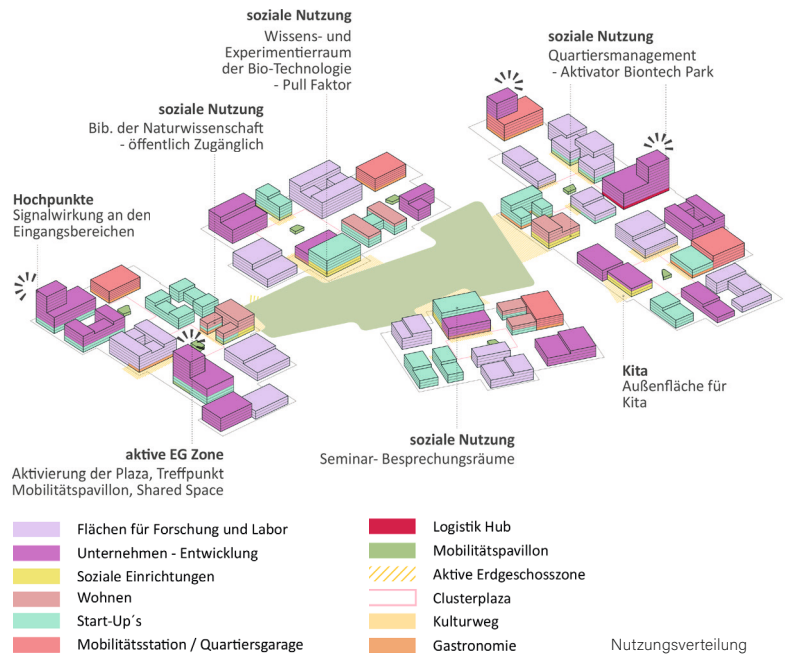 soziale Nutzung
Wissens- und
Experimentierraum
der Bio-Technologie
- Pull Faktor
soziale Nutzung
Quartiersmanagement
- Aktivator Biontech Park
soziale Nutzung
Bib. der Naturwissenschaft
- öffentlich Zugänglich
Hochpunkte
Signalwirkung an den
Eingangsbereichen
Kita
Außenfläche für
Kita
aktive EG Zone
Aktivierung der Plaza, Treffpunkt
Mobilitätspavillon, Shared Space
soziale Nutzung
Seminar- Besprechungsräume
Flächen für Forschung und Labor
Unternehmen - Entwicklung
Soziale Einrichtungen
Wohnen
Start-Up´s
Mobilitätsstation / Quartiersgarage
Logistik Hub
Mobilitätspavillon
Aktive Erdgeschosszone
Clusterplaza
Kulturweg
Gastronomie
Nutzungsverteilung